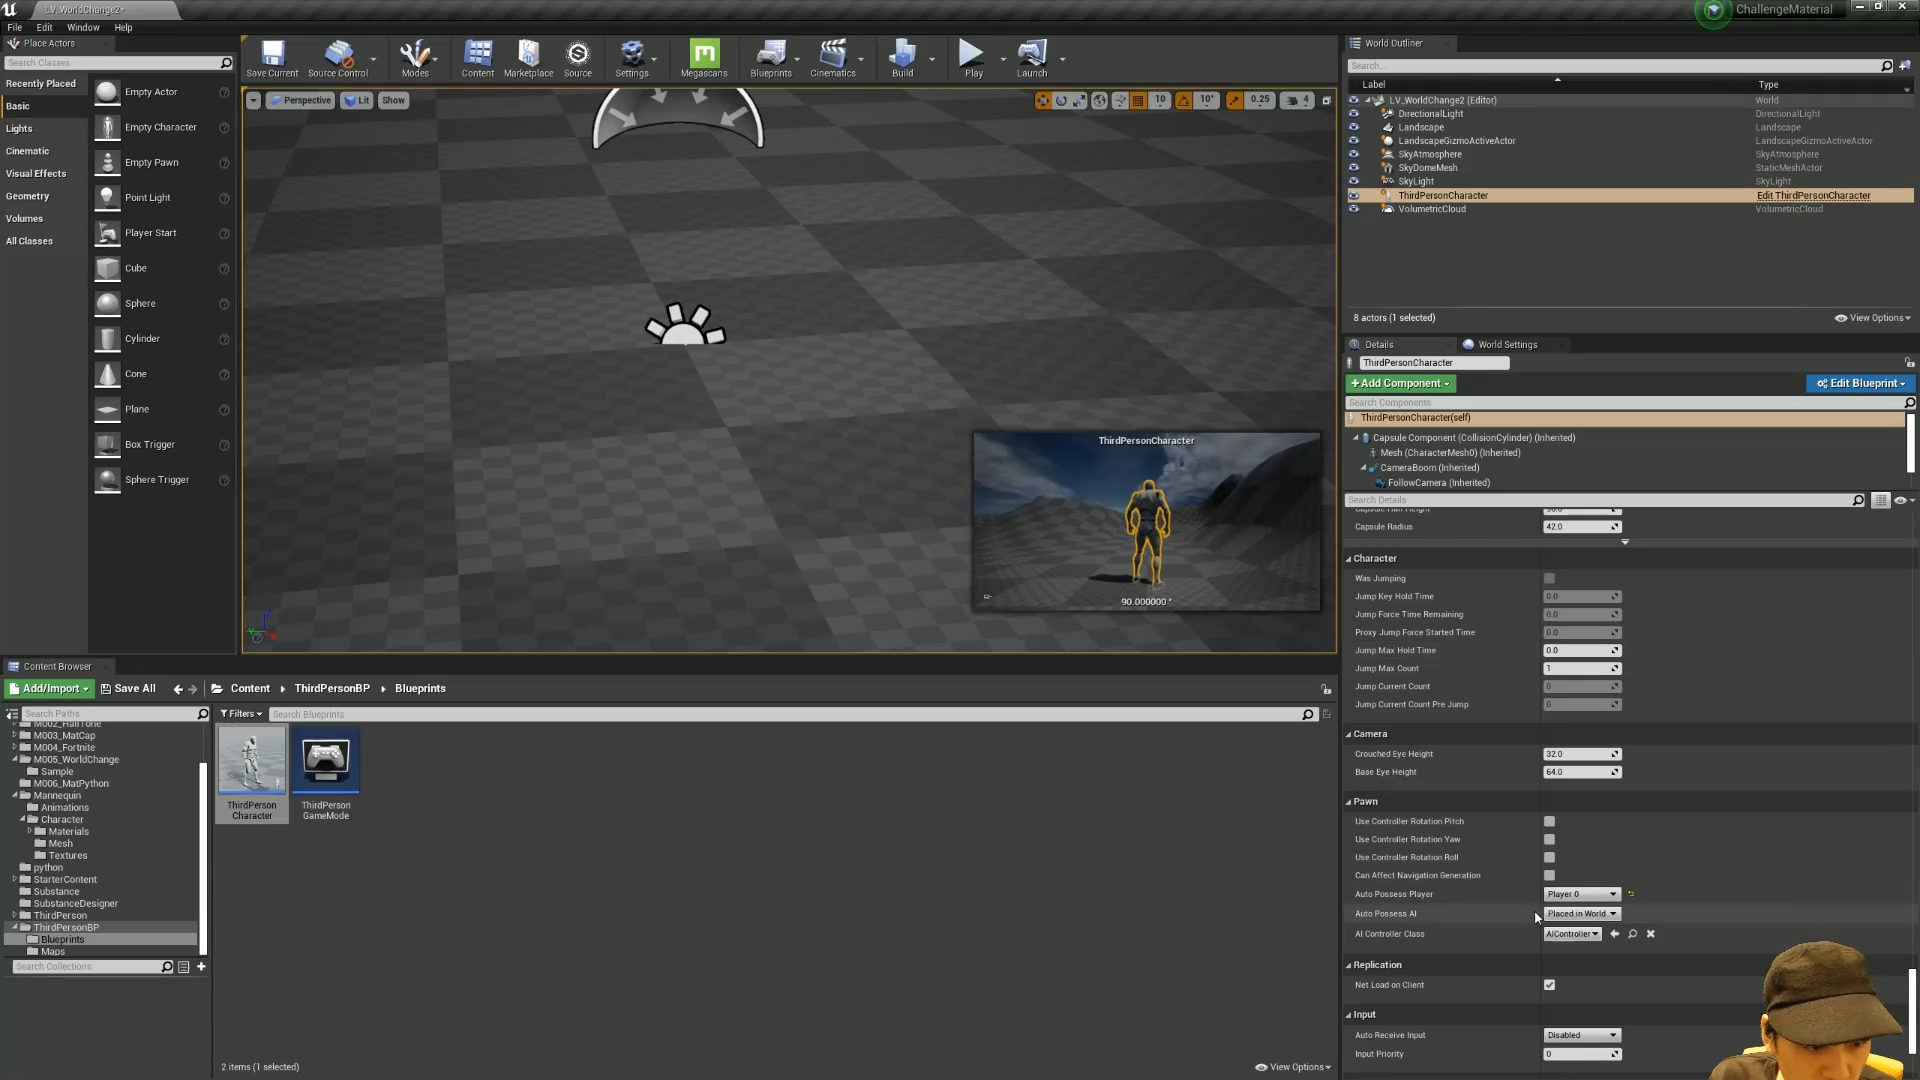 LV_WorldChange2*
ChallengeMaterial
File Edit Window Help
Place Actors
Search Classes
Recently Placed
Basic
Lights
Cinematic
Visual Effects
Geometry
Volumes
All Classes
Empty Actor
Empty Character
Empty Pawn
Point Light
Player Start
Cube
Sphere
Cylinder
Cone
Plane
Box Trigger
Sphere Trigger
Save Current
Source Control
Modes
Content
Marketplace
Source
Settings
Megascans
Blueprints
Cinematics
Build
Play
Launch
Perspective
Lit
Show
10
10°
0.25
4
ThirdPersonCharacter
90.000000 °
World Outliner
Search...
Label Type
LV_WorldChange2 (Editor) World
DirectionalLight DirectionalLight
Landscape Landscape
LandscapeGizmoActiveActor LandscapeGizmoActiveActor
SkyAtmosphere SkyAtmosphere
SkyDomeMesh StaticMeshActor
SkyLight SkyLight
ThirdPersonCharacter Edit ThirdPersonCharacter
VolumetricCloud VolumetricCloud
8 actors (1 selected)
View Options
Details
World Settings
ThirdPersonCharacter
+Add Component
Edit Blueprint
Search Components
ThirdPersonCharacter(self)
Capsule Component (CollisionCylinder) (Inherited)
Mesh (CharacterMesh0) (Inherited)
CameraBoom (Inherited)
FollowCamera (Inherited)
Search Details
Capsule Radius 42.0
Character
Was Jumping
Jump Key Hold Time 0.0
Jump Force Time Remaining 0.0
Proxy Jump Force Started Time 0.0
Jump Max Hold Time 0.0
Jump Max Count 1
Jump Current Count 0
Jump Current Count Pre Jump 0
Camera
Crouched Eye Height 32.0
Base Eye Height 64.0
Pawn
Use Controller Rotation Pitch
Use Controller Rotation Yaw
Use Controller Rotation Roll
Can Affect Navigation Generation
Auto Possess Player Player 0
Auto Possess AI Placed in World
AI Controller Class AIController
Replication
Net Load on Client
Input
Auto Receive Input Disabled
Input Priority 0
Content Browser
Add/Import
Save All
Content
ThirdPersonBP
Blueprints
Search Paths
Filters
Search Blueprints
M002_HalfTone
M003_MatCap
M004_Fortnite
M005_WorldChange
Sample
M006_MatPython
Mannequin
Animations
Character
Materials
Mesh
Textures
python
StarterContent
Substance
SubstanceDesigner
ThirdPerson
ThirdPersonBP
Blueprints
Maps
Search Collections
ThirdPerson
Character
ThirdPerson
GameMode
2 items (1 selected)
View Options